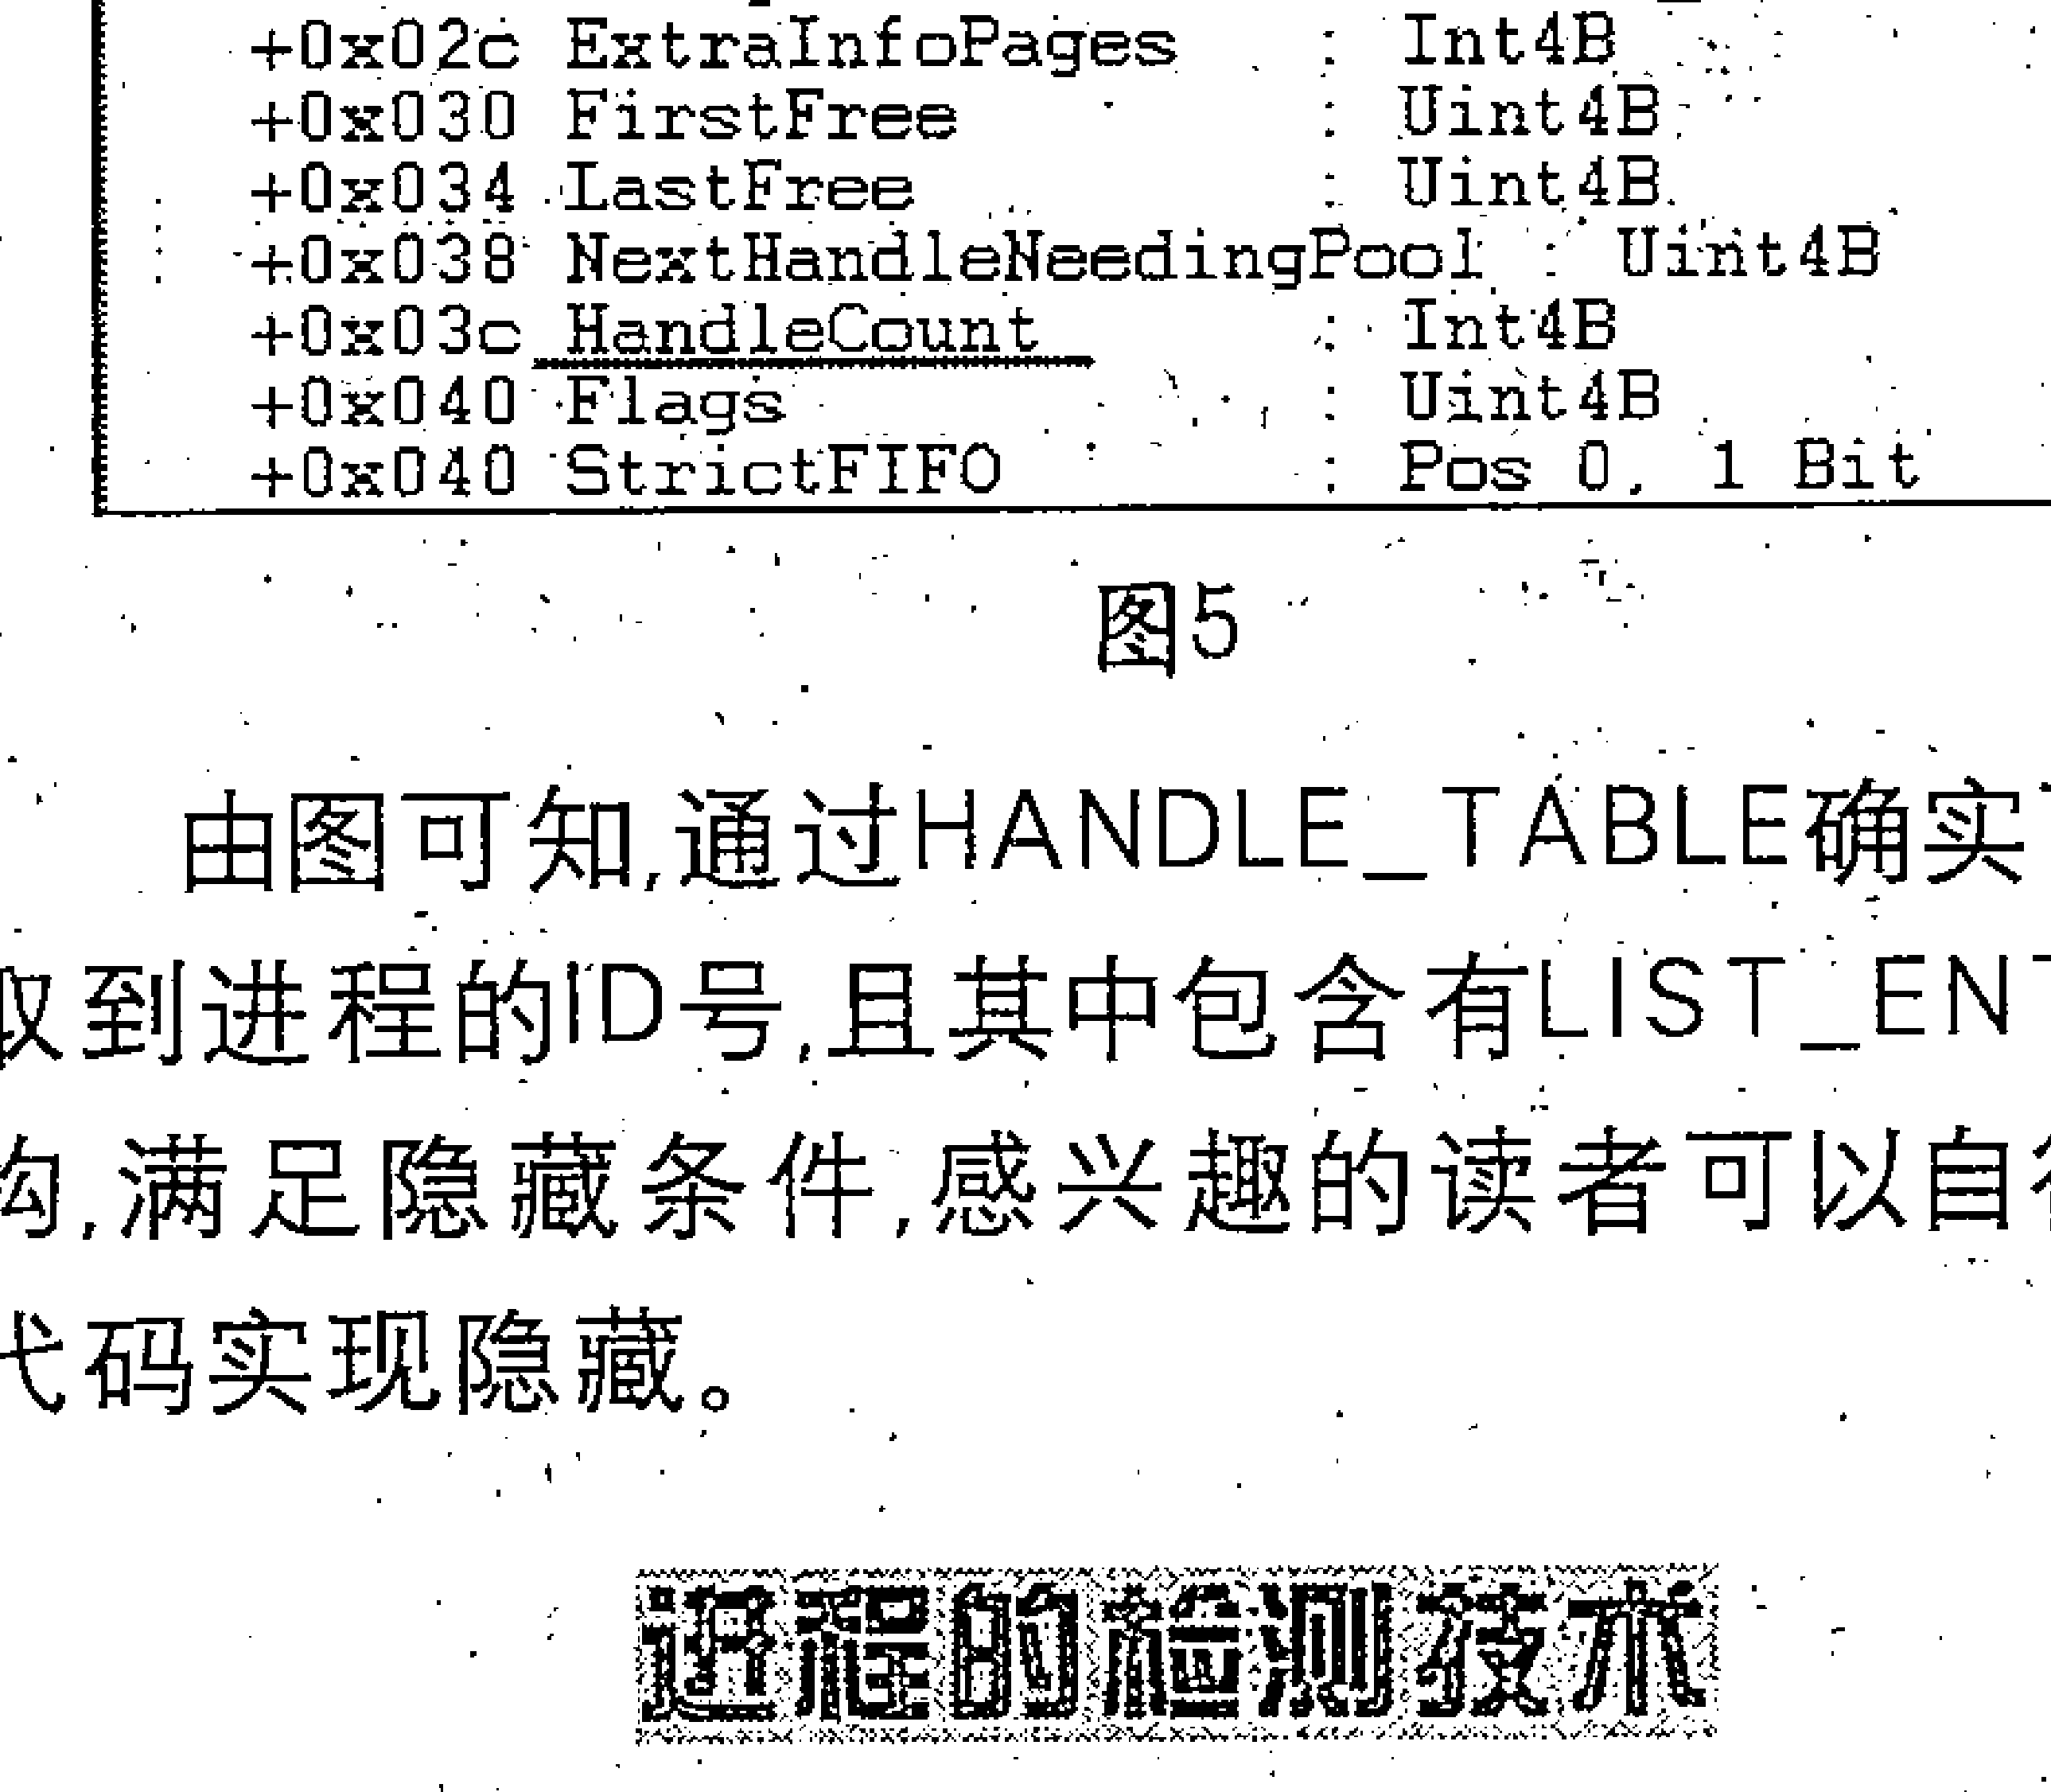 +0x02c ExtraInfoPages : Int4B
+0x030 FirstFree : Uint4B
+0x034 LastFree : Uint4B
+0x038 NextHandleNeedingPool : Uint4B
+0x03c HandleCount : Int4B
+0x040 Flags : Uint4B
+0x040 StrictFIFO : Pos 0, 1 Bit
图5
由图可知,通过HANDLE_TABLE确实
取到进程的ID号,且其中包含有LIST_EN
,满足隐藏条件,感兴趣的读者可以自
代码实现隐藏。
进程的检测技术